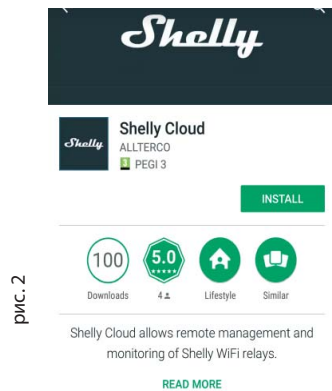 Shelly
Shelly
Shelly Cloud
ALLTERCO
3 PEGI 3
INSTALL
100
5.0
Downloads
4
Lifestyle
Similar
Shelly Cloud allows remote management and
monitoring of Shelly WiFi relays.
READ MORE
рис. 2